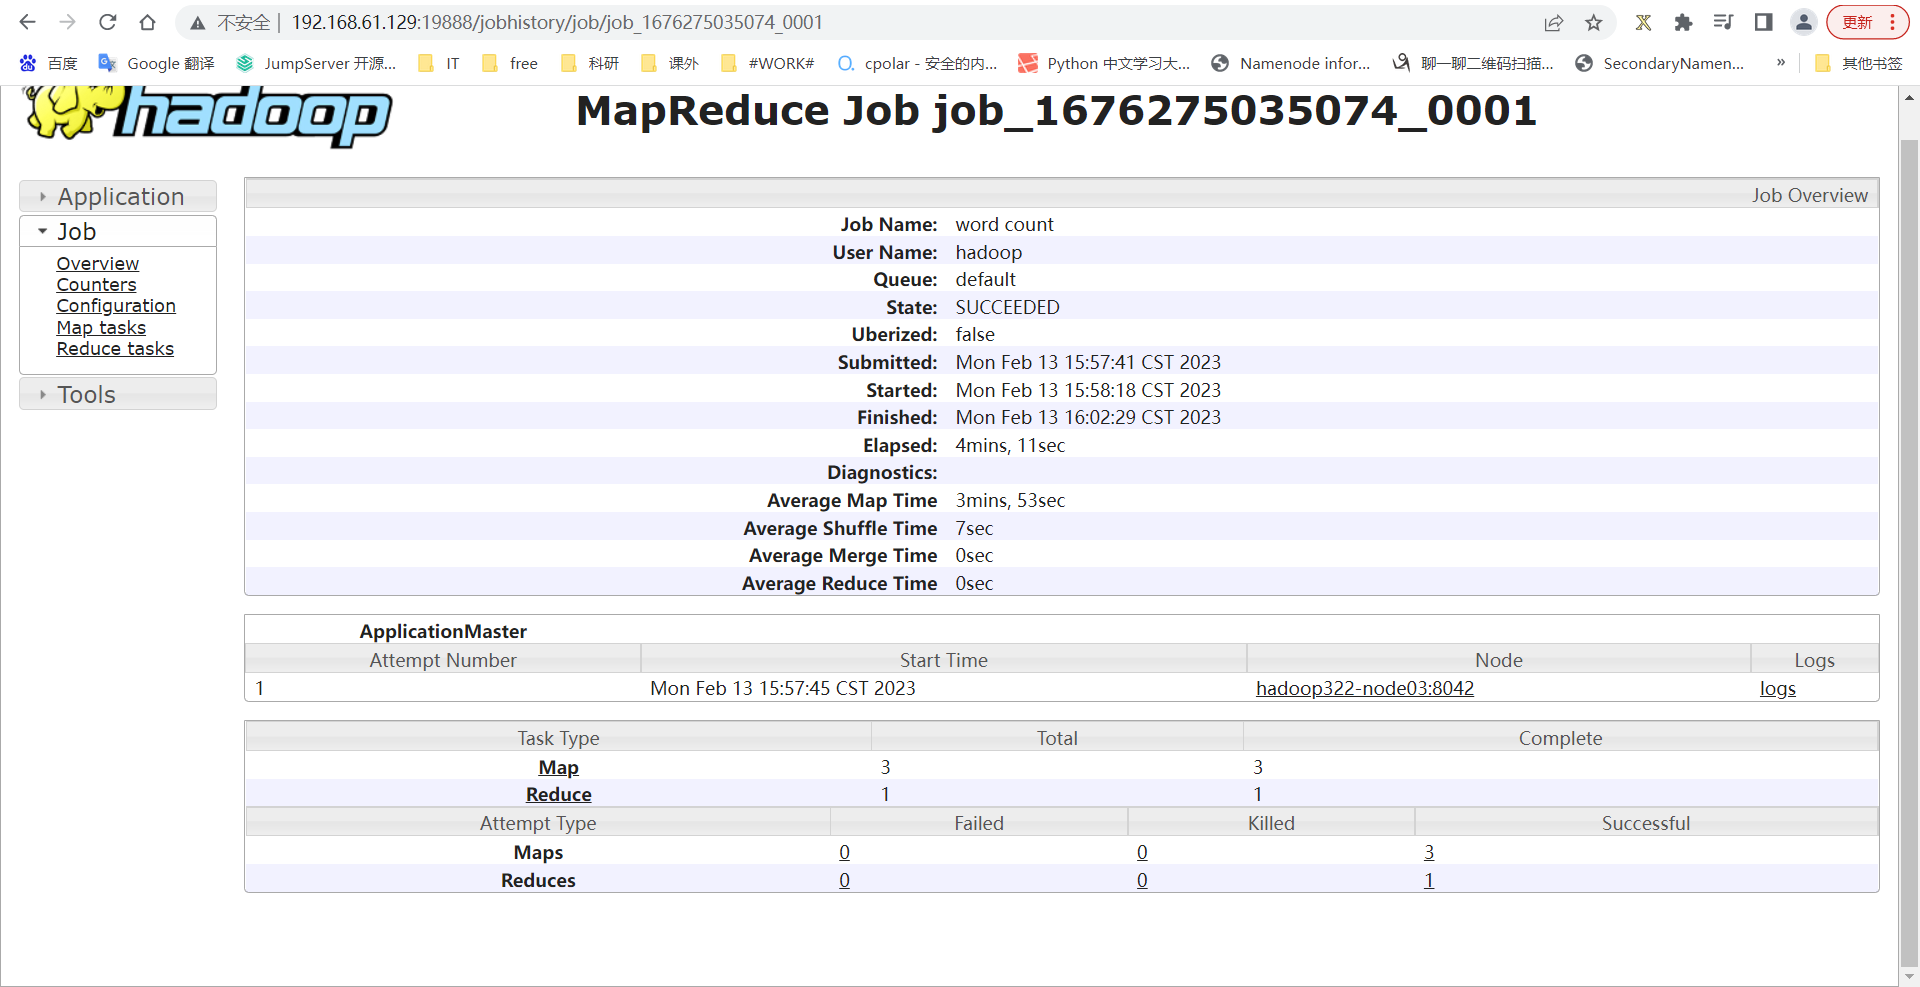 不安全 | 192.168.61.129:19888/jobhistory/job/job_1676275035074_0001 更新
百度 Google 翻译 JumpServer 开源... IT free 科研 课外 #WORK# cpolar - 安全的内... Python 中文学习大... Namenode infor... 聊一聊二维码扫描... SecondaryNamen... » 其他书签
hadoop
MapReduce Job job_1676275035074_0001
Application
Job
Overview
Counters
Configuration
Map tasks
Reduce tasks
Tools
Job Overview
Job Name: word count
User Name: hadoop
Queue: default
State: SUCCEEDED
Uberized: false
Submitted: Mon Feb 13 15:57:41 CST 2023
Started: Mon Feb 13 15:58:18 CST 2023
Finished: Mon Feb 13 16:02:29 CST 2023
Elapsed: 4mins, 11sec
Diagnostics:
Average Map Time 3mins, 53sec
Average Shuffle Time 7sec
Average Merge Time 0sec
Average Reduce Time 0sec
ApplicationMaster
Attempt Number Start Time Node Logs
1 Mon Feb 13 15:57:45 CST 2023 hadoop322-node03:8042 logs
Task Type Total Complete
Map 3 3
Reduce 1 1
Attempt Type Failed Killed Successful
Maps 0 0 3
Reduces 0 0 1